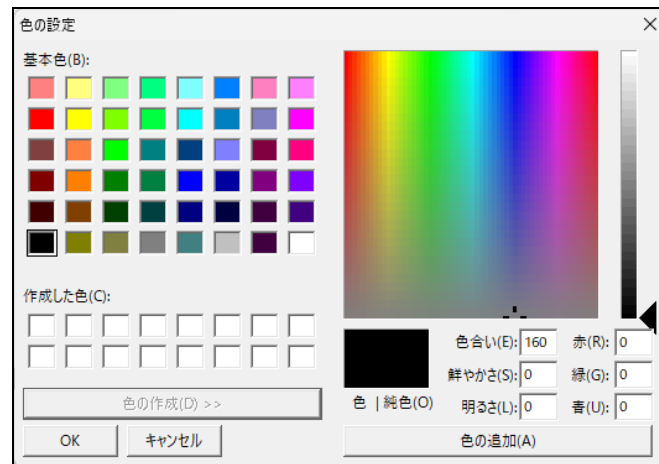 色の設定
基本色(B):
作成した色(C):
色の作成(D) >>
OK
キャンセル
色 | 純色(O)
色合い(E): 160
鮮やかさ(S): 0
明るさ(L): 0
赤(R): 0
緑(G): 0
青(U): 0
色の追加(A)